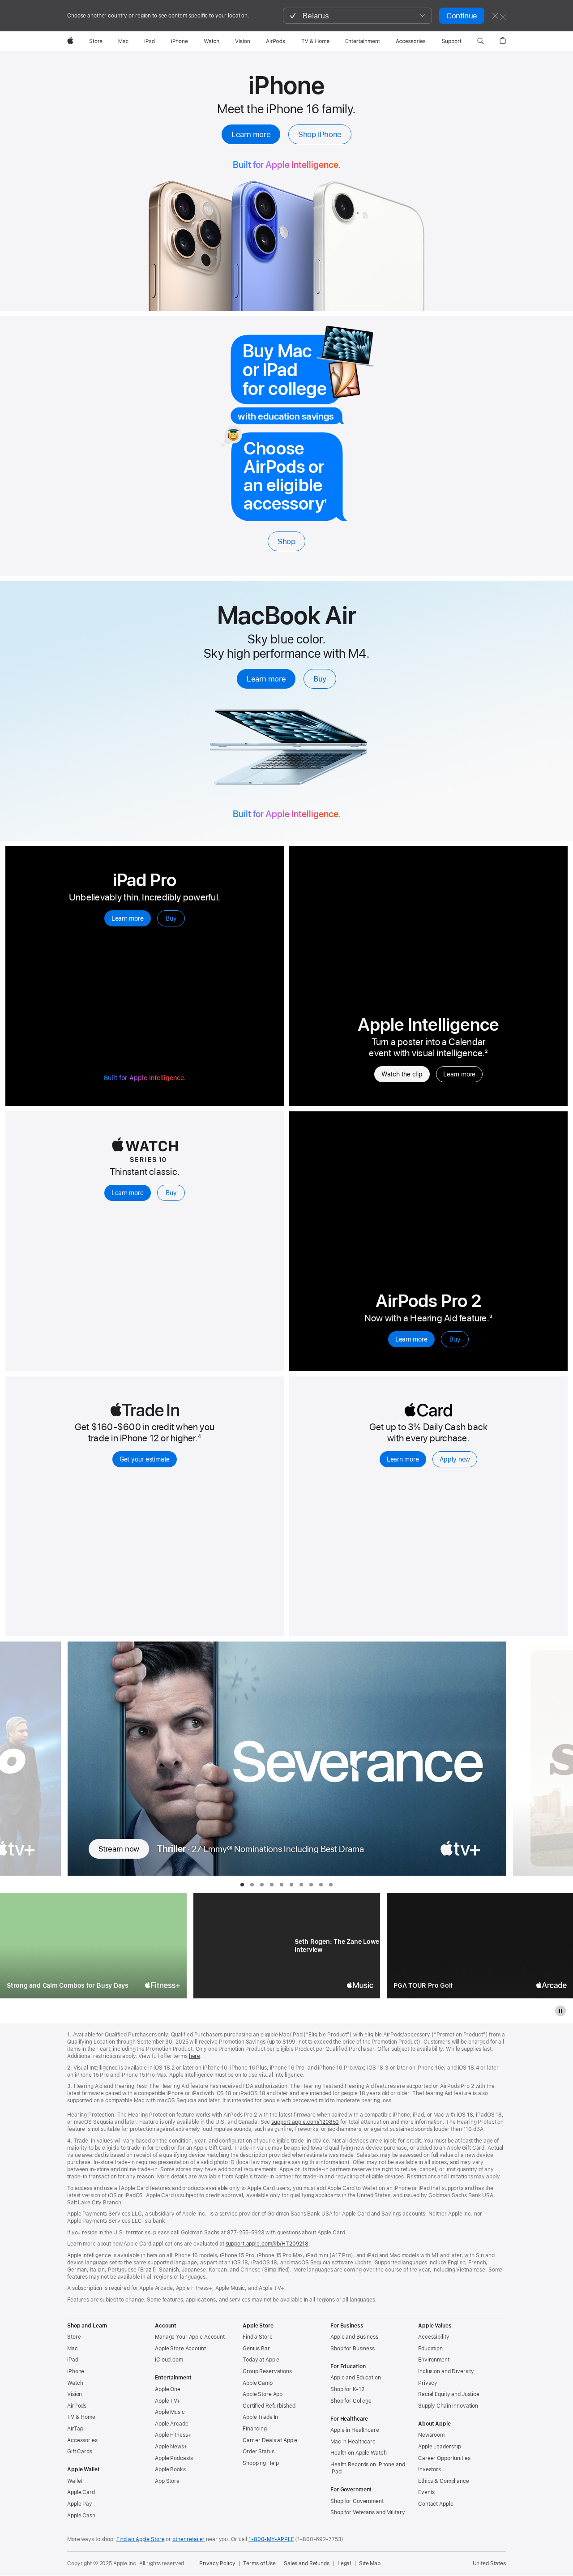 Choose another country or region to see content specific to your location.
Belarus
Continue
Store
Mac
iPad
iPhone
Watch
Vision
AirPods
TV & Home
Entertainment
Accessories
Support
iPhone
Meet the iPhone 16 family.
Learn more
Shop iPhone
Built for Apple Intelligence.
Buy Mac
or iPad
for college
with education savings
Choose
AirPods or
an eligible
accessory¹
Shop
MacBook Air
Sky blue color.
Sky high performance with M4.
Learn more
Buy
Built for Apple Intelligence.
iPad Pro
Unbelievably thin. Incredibly powerful.
Learn more
Buy
Built for Apple Intelligence.
Apple Intelligence
Turn a poster into a Calendar
event with visual intelligence.²
Watch the clip
Learn more
WATCH
SERIES 10
Thinstant classic.
Learn more
Buy
AirPods Pro 2
Now with a Hearing Aid feature.³
Learn more
Buy
Trade In
Get $160-$600 in credit when you
trade in iPhone 12 or higher.⁴
Get your estimate
Card
Get up to 3% Daily Cash back
with every purchase.
Learn more
Apply now
tv+
Severance
Stream now
Thriller · 27 Emmy® Nominations Including Best Drama
tv+
Strong and Calm Combos for Busy Days
Fitness+
Seth Rogen: The Zane Lowe
Interview
Music
PGA TOUR Pro Golf
Arcade
1. Available for Qualified Purchasers only. Qualified Purchasers purchasing an eligible Mac/iPad ("Eligible Product") with eligible AirPods/accessory ("Promotion Product") from a
Qualifying Location through September 30, 2025 will receive Promotion Savings (up to $199), not to exceed the price of the Promotion Product). Customers will be charged for all
items in their cart, including the Promotion Product. Only one Promotion Product per Eligible Product per Qualified Purchaser. Offer subject to availability. While supplies last.
Additional restrictions apply. View full offer terms here.
2. Visual intelligence is available in iOS 18.2 or later on iPhone 16, iPhone 16 Plus, iPhone 16 Pro, and iPhone 16 Pro Max, iOS 18.3 or later on iPhone 16e; and iOS 18.4 or later
on iPhone 15 Pro and iPhone 15 Pro Max. Apple Intelligence must be on to use visual intelligence.
3. Hearing Aid and Hearing Test: The Hearing Aid feature has received FDA authorization. The Hearing Test and Hearing Aid features are supported on AirPods Pro 2 with the
latest firmware paired with a compatible iPhone or iPad with iOS 18 or iPadOS 18 and later and are intended for people 18 years old or older. The Hearing Aid feature is also
supported on a compatible Mac with macOS Sequoia and later. It is intended for people with perceived mild to moderate hearing loss.
Hearing Protection: The Hearing Protection feature works with AirPods Pro 2 with the latest firmware when paired with a compatible iPhone, iPad, or Mac with iOS 18, iPadOS 18,
or macOS Sequoia and later. Feature is only available in the U.S. and Canada. See support.apple.com/120850 for total attenuation and more information. The Hearing Protection
feature is not suitable for protection against extremely loud impulse sounds, such as gunfire, fireworks, or jackhammers, or against sustained sounds louder than 110 dBA.
4. Trade-in values will vary based on the condition, year, and configuration of your eligible trade-in device. Not all devices are eligible for credit. You must be at least the age of
majority to be eligible to trade in for credit or for an Apple Gift Card. Trade-in value may be applied toward qualifying new device purchase, or added to an Apple Gift Card. Actual
value awarded is based on receipt of a qualifying device matching the description provided when estimate was made. Sales tax may be assessed on full value of a new device
purchase. In-store trade-in requires presentation of a valid photo ID (local law may require saving this information). Offer may not be available in all stores, and may vary
between in-store and online trade-in. Some stores may have additional requirements. Apple or its trade-in partners reserve the right to refuse, cancel, or limit quantity of any
trade-in transaction for any reason. More details are available from Apple's trade-in partner for trade-in and recycling of eligible devices. Restrictions and limitations may apply.
To access and use all Apple Card features and products available only to Apple Card users, you must add Apple Card to Wallet on an iPhone or iPad that supports and has the
latest version of iOS or iPadOS. Apple Card is subject to credit approval, available only for qualifying applicants in the United States, and issued by Goldman Sachs Bank USA,
Salt Lake City Branch.
Apple Payments Services LLC, a subsidiary of Apple Inc., is a service provider of Goldman Sachs Bank USA for Apple Card and Savings accounts. Neither Apple Inc. nor
Apple Payments Services LLC is a bank.
If you reside in the U.S. territories, please call Goldman Sachs at 877-255-5923 with questions about Apple Card.
Learn more about how Apple Card applications are evaluated at support.apple.com/kb/HT209218.
Apple Intelligence is available in beta on all iPhone 16 models, iPhone 15 Pro, iPhone 15 Pro Max, iPad mini (A17 Pro), and iPad and Mac models with M1 and later, with Siri and
device language set to the same supported language, as part of an iOS 18, iPadOS 18, and macOS Sequoia software update. Supported languages include English, French,
German, Italian, Portuguese (Brazil), Spanish, Japanese, Korean, and Chinese (Simplified). More languages are coming over the course of the year, including Vietnamese. Some
features may not be available in all regions or languages.
A subscription is required for Apple Arcade, Apple Fitness+, Apple Music, and Apple TV+.
Features are subject to change. Some features, applications, and services may not be available in all regions or all languages.
Shop and Learn
Store
Mac
iPad
iPhone
Watch
Vision
AirPods
TV & Home
AirTag
Accessories
Gift Cards
Apple Wallet
Wallet
Apple Card
Apple Pay
Apple Cash
Account
Manage Your Apple Account
Apple Store Account
iCloud.com
Entertainment
Apple One
Apple TV+
Apple Music
Apple Arcade
Apple Fitness+
Apple News+
Apple Podcasts
Apple Books
App Store
Apple Store
Find a Store
Genius Bar
Today at Apple
Group Reservations
Apple Camp
Apple Store App
Certified Refurbished
Apple Trade In
Financing
Carrier Deals at Apple
Order Status
Shopping Help
For Business
Apple and Business
Shop for Business
For Education
Apple and Education
Shop for K-12
Shop for College
For Healthcare
Apple in Healthcare
Mac in Healthcare
Health on Apple Watch
Health Records on iPhone and
iPad
For Government
Shop for Government
Shop for Veterans and Military
Apple Values
Accessibility
Education
Environment
Inclusion and Diversity
Privacy
Racial Equity and Justice
Supply Chain Innovation
About Apple
Newsroom
Apple Leadership
Career Opportunities
Investors
Ethics & Compliance
Events
Contact Apple
More ways to shop: Find an Apple Store or other retailer near you. Or call 1-800-MY-APPLE (1-800-692-7753).
Copyright © 2025 Apple Inc. All rights reserved.
Privacy Policy
Terms of Use
Sales and Refunds
Legal
Site Map
United States